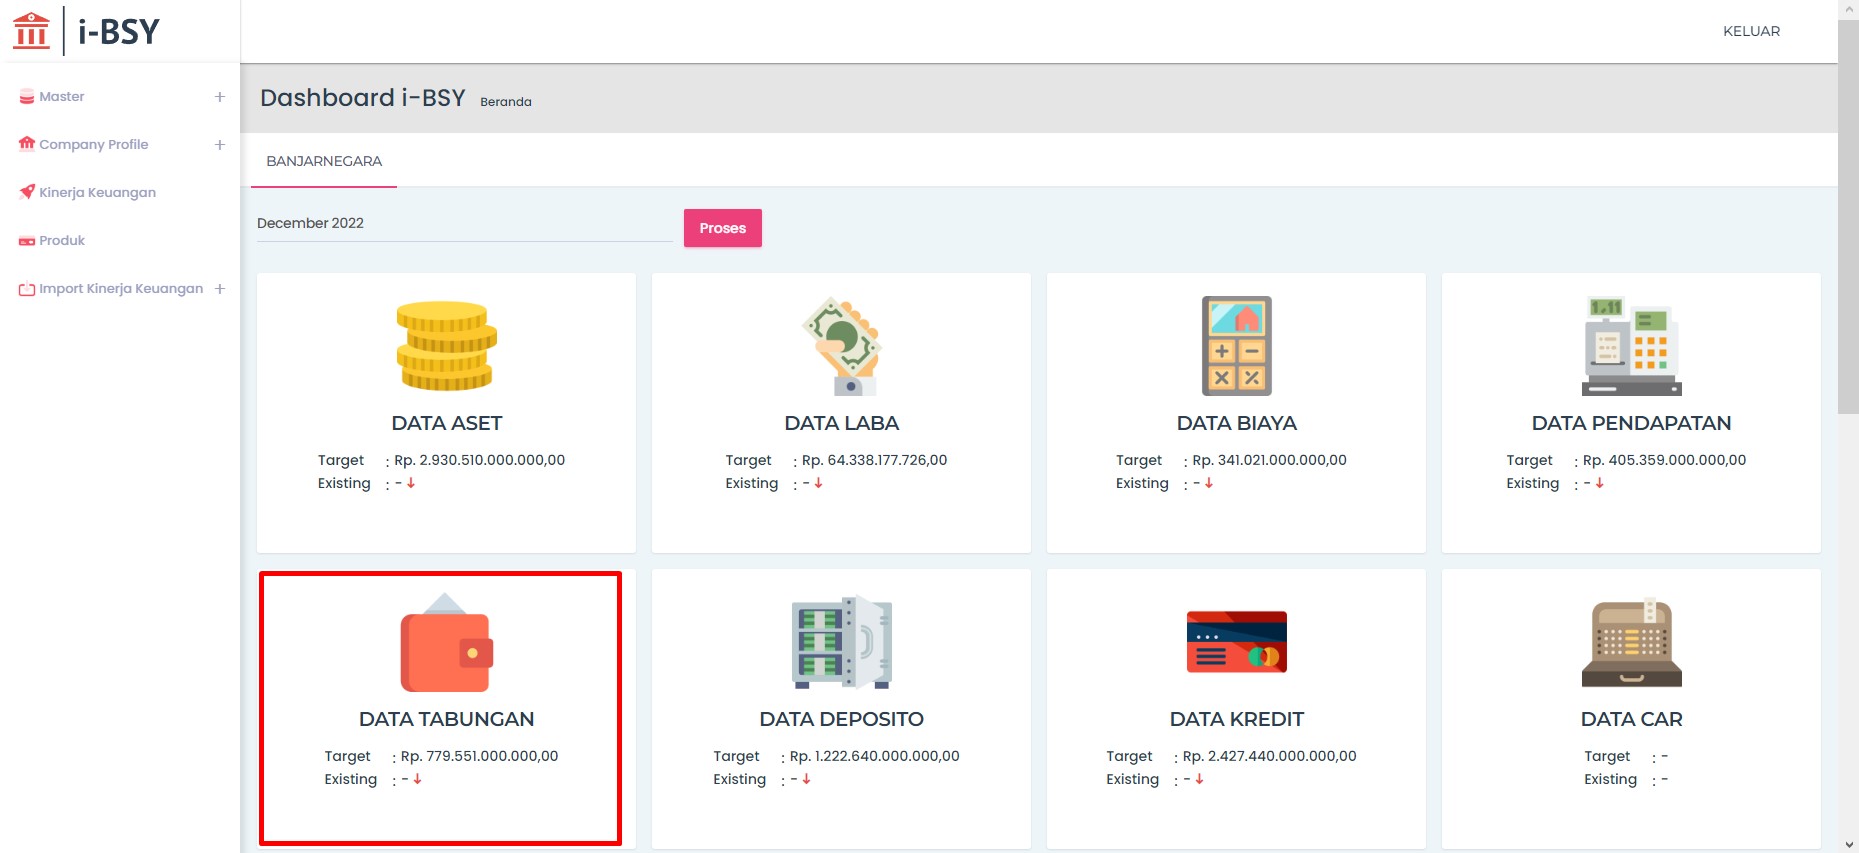 i-BSY
KELUAR
Master +
Company Profile +
Kinerja Keuangan
Produk
Import Kinerja Keuangan +
Dashboard i-BSY Beranda
BANJARNEGARA
December 2022
Proses
DATA ASET
Target : Rp. 2.930.510.000.000,00
Existing : - ↓
DATA LABA
Target : Rp. 64.338.177.726,00
Existing : - ↓
DATA BIAYA
Target : Rp. 341.021.000.000,00
Existing : - ↓
1,11
DATA PENDAPATAN
Target : Rp. 405.359.000.000,00
Existing : - ↓
DATA TABUNGAN
Target : Rp. 779.551.000.000,00
Existing : - ↓
DATA DEPOSITO
Target : Rp. 1.222.640.000.000,00
Existing : - ↓
DATA KREDIT
Target : Rp. 2.427.440.000.000,00
Existing : - ↓
DATA CAR
Target : -
Existing : -